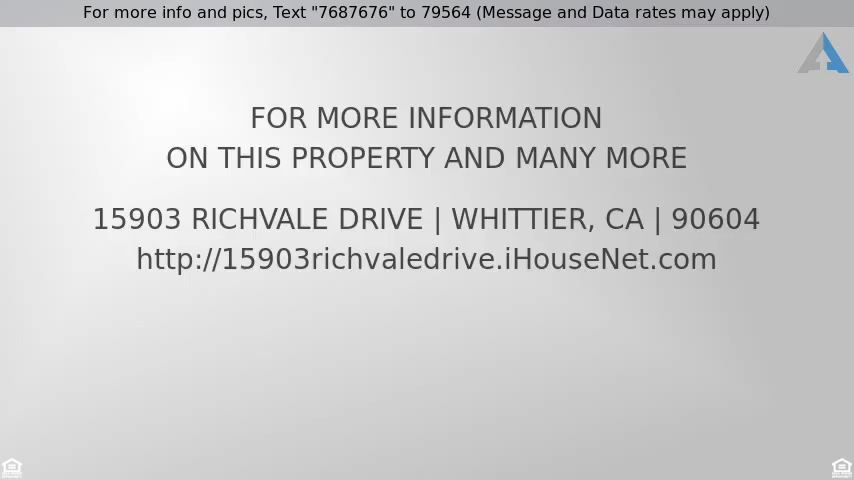 For more info and pics, Text "7687676" to 79564 (Message and Data rates may apply)
FOR MORE INFORMATION
ON THIS PROPERTY AND MANY MORE
15903 RICHVALE DRIVE | WHITTIER, CA | 90604
http://15903richvaledrive.iHouseNet.com